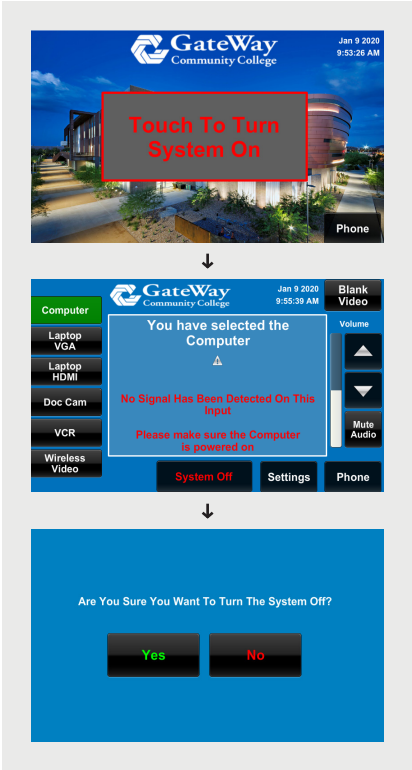 GateWay
Community College
Jan 9 2020
9:53:26 AM
Touch To Turn
System On
Phone
↓
GateWay
Community College
Jan 9 2020
9:55:39 AM
Blank
Video
Computer
Laptop
VGA
Laptop
HDMI
Doc Cam
VCR
Wireless
Video
You have selected the
Computer
No Signal Has Been Detected On This
Input
Please make sure the Computer
is powered on
Volume
Mute
Audio
System Off
Settings
Phone
↓
Are You Sure You Want To Turn The System Off?
Yes
No